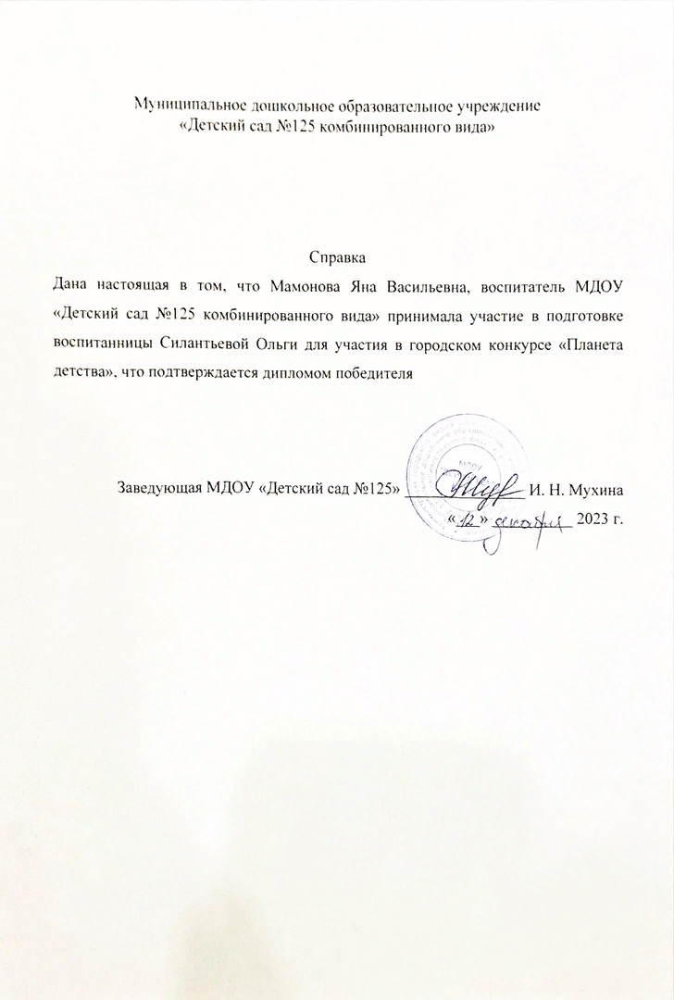 Муниципальное дошкольное образовательное учреждение
«Детский сад №125 комбинированного вида»
Справка
Дана настоящая в том, что Мамонова Яна Васильевна, воспитатель МДОУ
«Детский сад №125 комбинированного вида» принимала участие в подготовке
воспитанницы Силантьевой Ольги для участия в городском конкурсе «Планета
детства», что подтверждается дипломом победителя
Заведующая МДОУ «Детский сад №125» И. Н. Мухина
«12» декабря 2023 г.